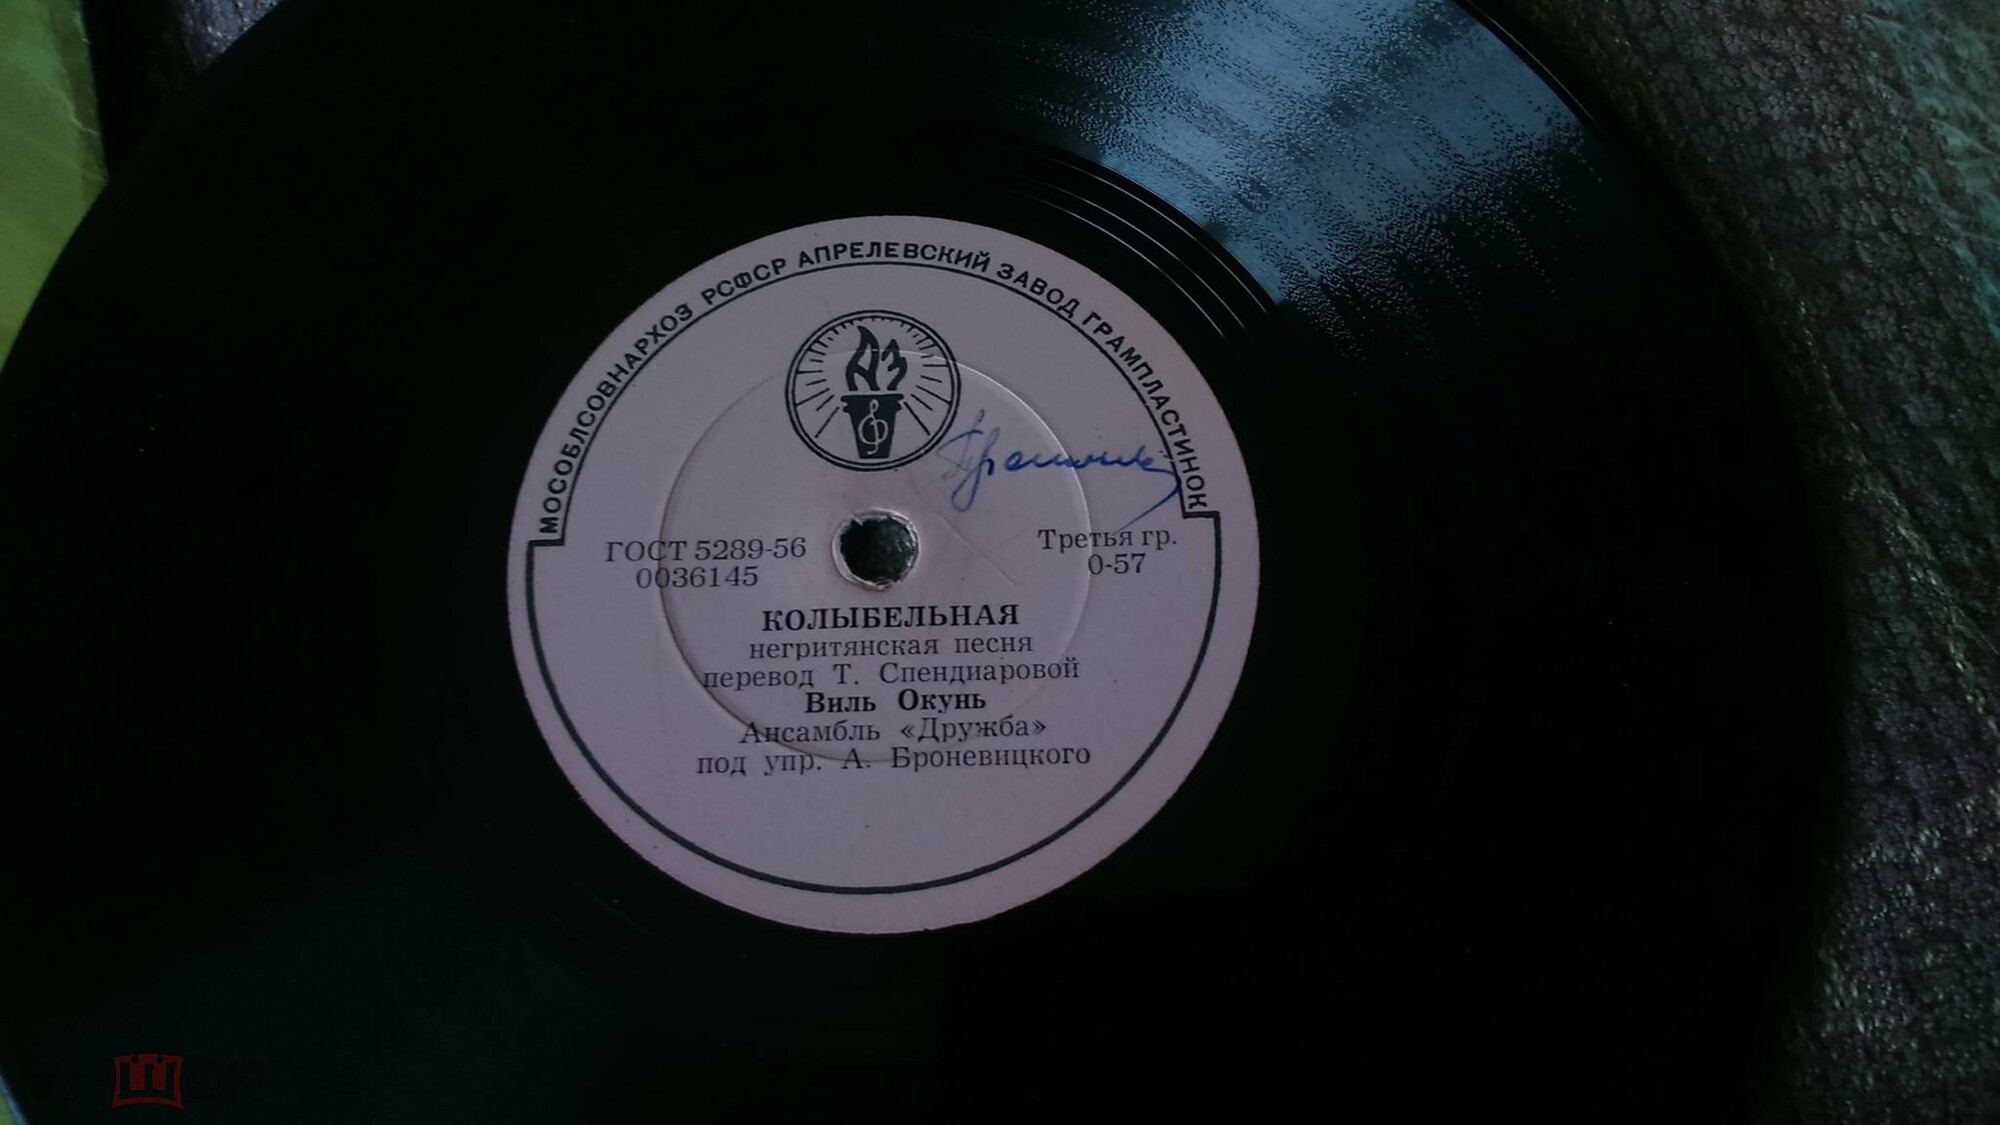 МОСОБЛСОВНАРХОЗ РСФСР АПРЕЛЕВСКИЙ ЗАВОД ГРАМПЛАСТИНОК
АЗ
ГОСТ 5289-56
0036145
Третья гр.
0-57
КОЛЫБЕЛЬНАЯ
негритянская песня
перевод Т. Спендиаровой
Виль Окунь
Ансамбль «Дружба»
под упр. А. Броневицкого